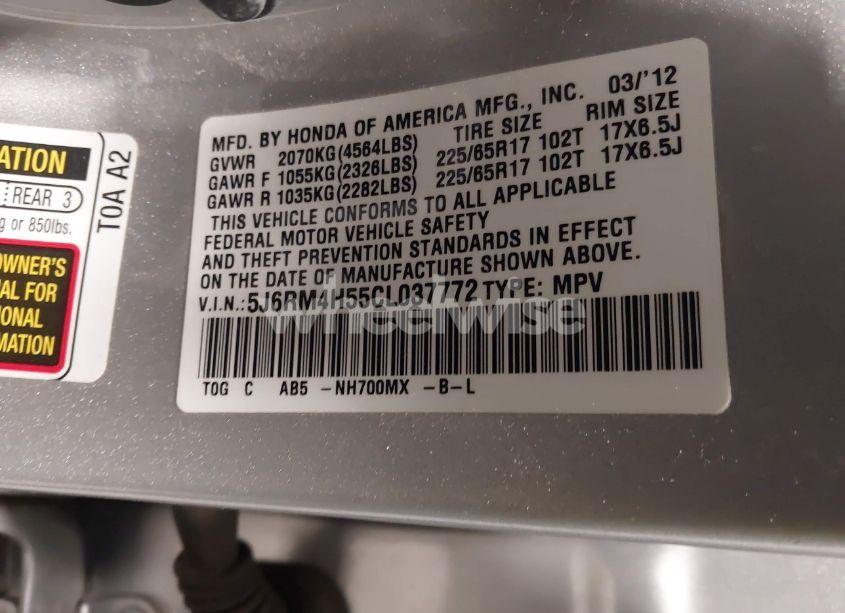 ATION
REAR 3
g or 850lbs.
OWNER'S
AL FOR
IONAL
MATION
T0A A2
MFD. BY HONDA OF AMERICA MFG., INC. 03/'12
GVWR 2070KG(4564LBS) TIRE SIZE RIM SIZE
GAWR F 1055KG(2326LBS) 225/65R17 102T 17X6.5J
GAWR R 1035KG(2282LBS) 225/65R17 102T 17X6.5J
THIS VEHICLE CONFORMS TO ALL APPLICABLE
FEDERAL MOTOR VEHICLE SAFETY
AND THEFT PREVENTION STANDARDS IN EFFECT
ON THE DATE OF MANUFACTURE SHOWN ABOVE.
V.I.N.: 5J6RM4H55CL037772 TYPE: MPV
wheelwise
T0G C AB5 -NH700MX -B-L